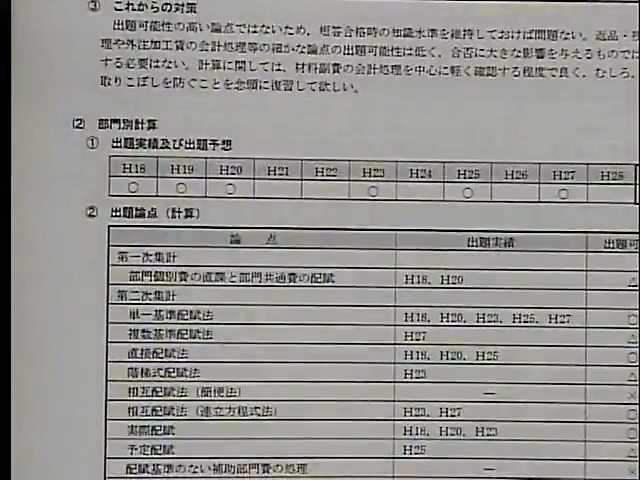 ③ これからの対策
出題可能性の高い論点ではないため，短答合格時の知識水準を維持しておけば問題ない。返品・
理や外注加工賃の会計処理等の細かな論点の出題可能性は低く，合否に大きな影響を与えるものでは
する必要はない。計算に関しては，材料副費の会計処理を中心に軽く確認する程度で良く，むしろ，
取りこぼしを防ぐことを念頭に復習して欲しい。
(2) 部門別計算
① 出題実績及び出題予想
H18 H19 H20 H21 H22 H23 H24 H25 H26 H27 H28
○ ○ ○ ○ ○ ○
② 出題論点（計算）
論 点 出題実績 出題可
第一次集計
部門個別費の直課と部門共通費の配賦 H18，H20 △
第二次集計
単一基準配賦法 H18，H20，H23，H25，H27 ○
複数基準配賦法 H27 △
直接配賦法 H18，H20，H25 ○
階梯式配賦法 H23 △
相互配賦法（簡便法） ― ×
相互配賦法（連立方程式法） H23，H27 ○
実際配賦 H18，H20，H23 ○
予定配賦 H25 △
配賦基準のない補助部門費の処理 ― ×